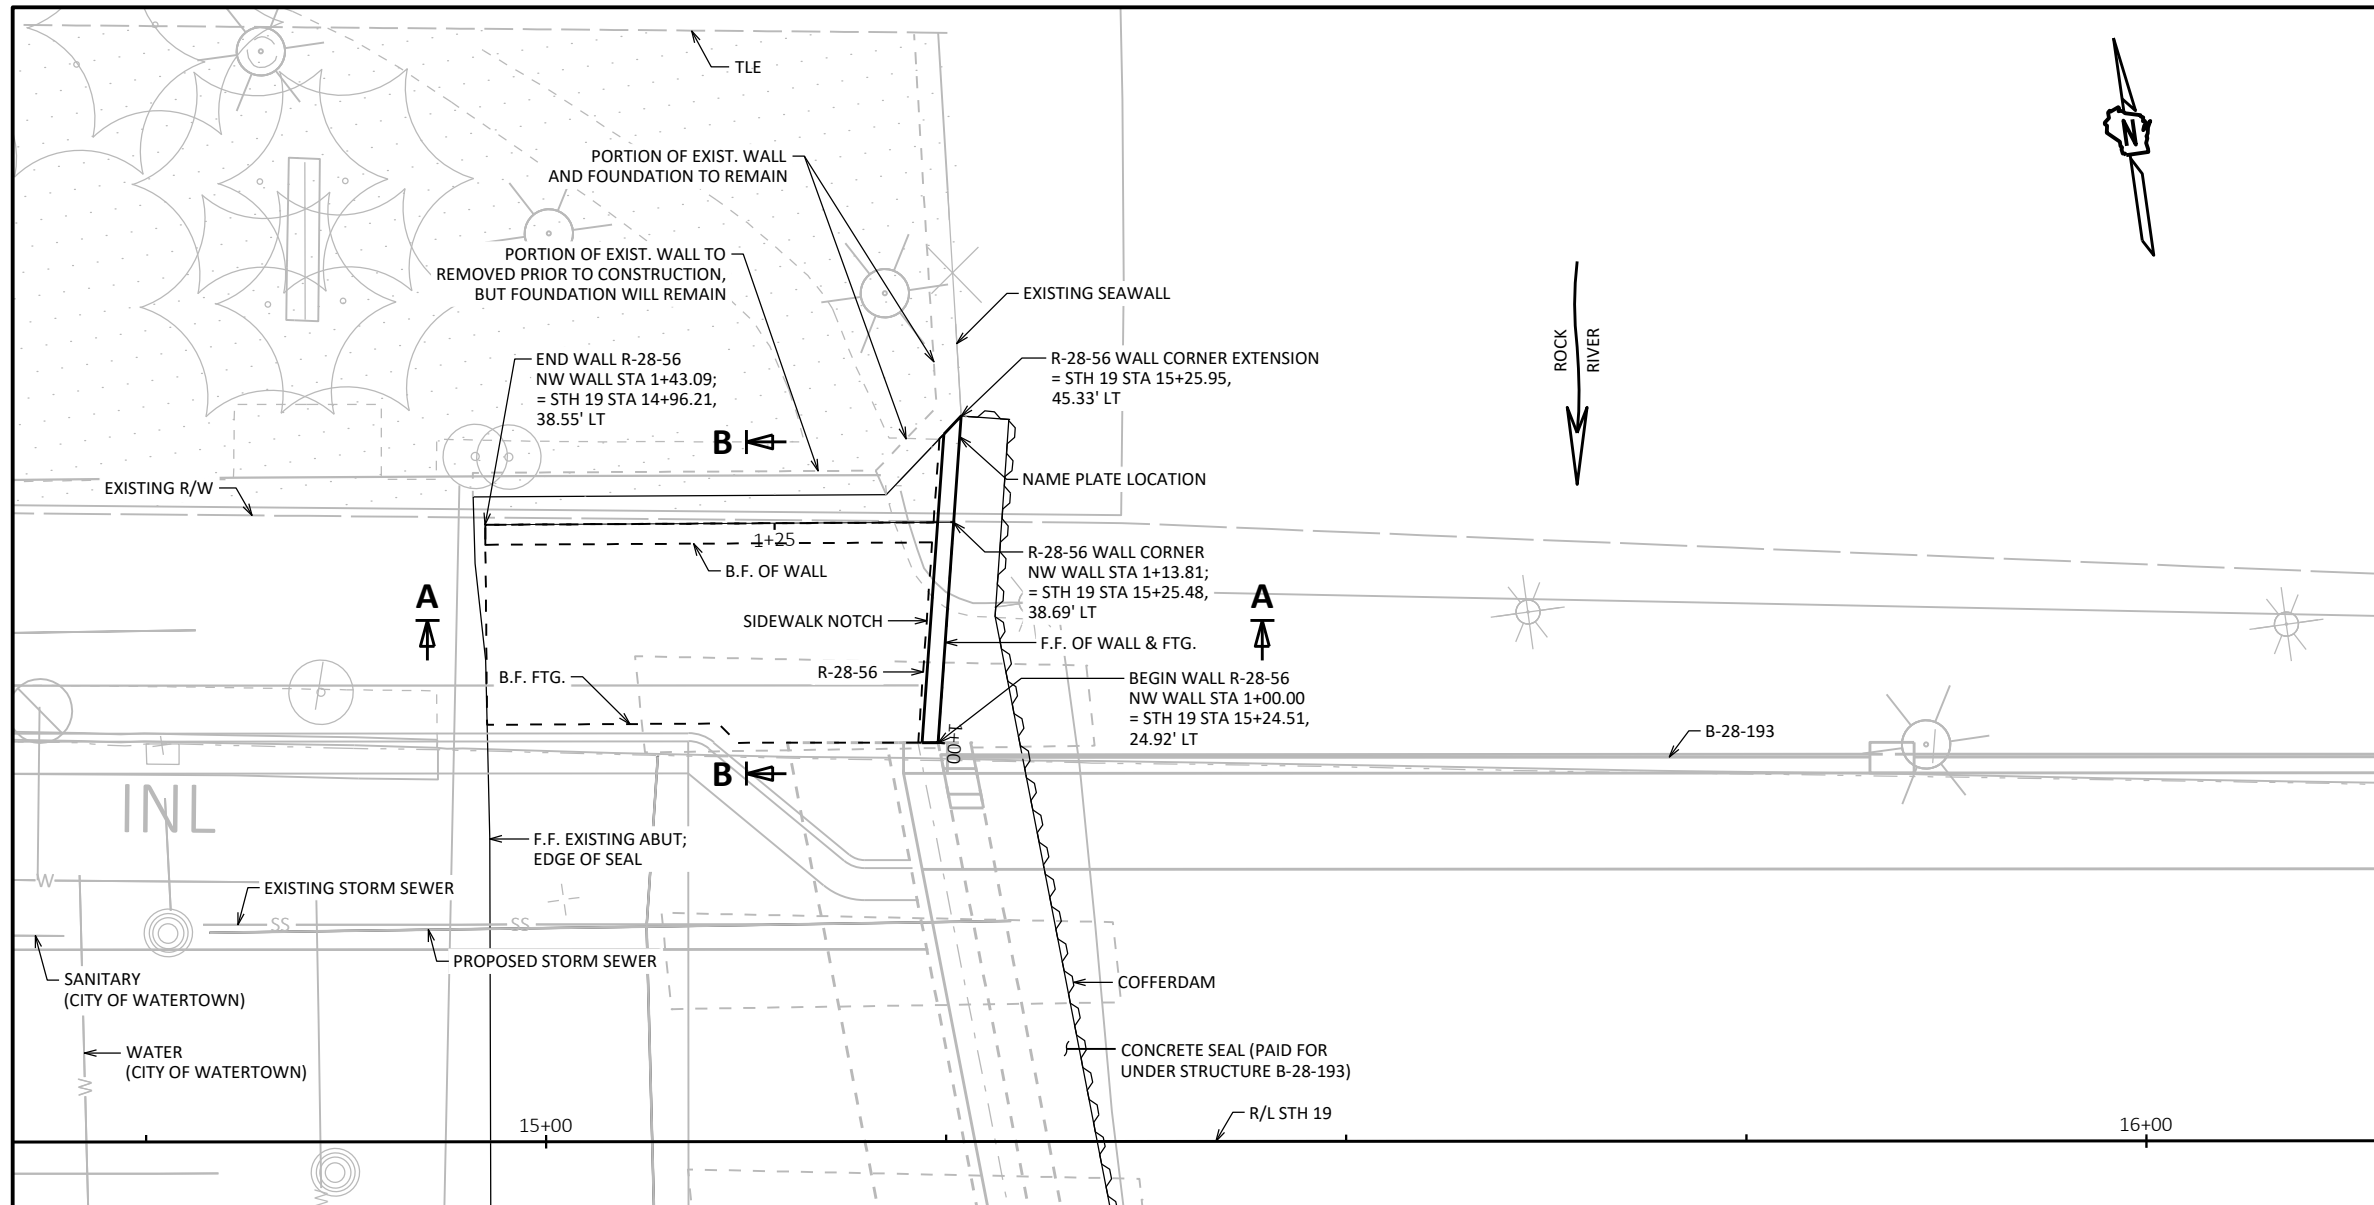 TLE
N
PORTION OF EXIST. WALL
AND FOUNDATION TO REMAIN
PORTION OF EXIST. WALL TO
REMOVED PRIOR TO CONSTRUCTION,
BUT FOUNDATION WILL REMAIN
EXISTING SEAWALL
ROCK
RIVER
END WALL R-28-56
NW WALL STA 1+43.09;
= STH 19 STA 14+96.21,
38.55' LT
R-28-56 WALL CORNER EXTENSION
= STH 19 STA 15+25.95,
45.33' LT
B
NAME PLATE LOCATION
EXISTING R/W
1+25
B.F. OF WALL
R-28-56 WALL CORNER
NW WALL STA 1+13.81;
= STH 19 STA 15+25.48,
38.69' LT
A
A
SIDEWALK NOTCH
F.F. OF WALL & FTG.
R-28-56
B.F. FTG.
BEGIN WALL R-28-56
NW WALL STA 1+00.00
= STH 19 STA 15+24.51,
24.92' LT
1+00
B-28-193
B
INL
F.F. EXISTING ABUT;
EDGE OF SEAL
W
EXISTING STORM SEWER
SS
SS
PROPOSED STORM SEWER
SANITARY
(CITY OF WATERTOWN)
COFFERDAM
WATER
(CITY OF WATERTOWN)
W
CONCRETE SEAL (PAID FOR
UNDER STRUCTURE B-28-193)
R/L STH 19
15+00
16+00
W